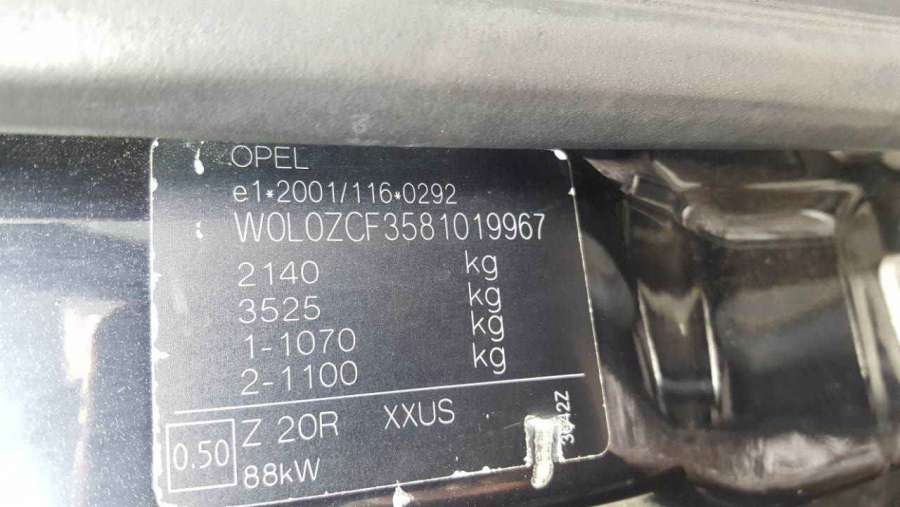 OPEL
e1*2001/116*0292
W0L0ZCF3581019967
2140 kg
3525 kg
1-1070 kg
2-1100 kg
Z 20R XXUS
0.50
88kW